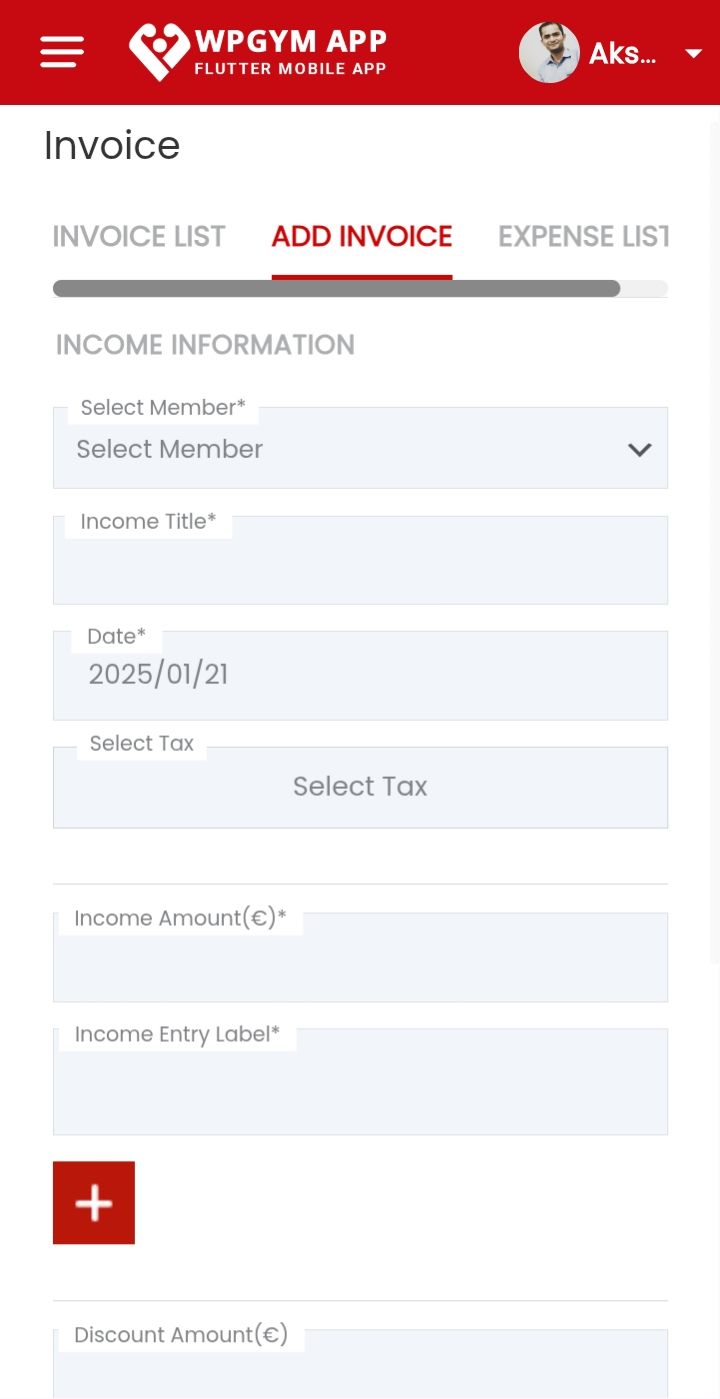 WPGYM APP
FLUTTER MOBILE APP
Aks...
Invoice
INVOICE LIST ADD INVOICE EXPENSE LIST
INCOME INFORMATION
Select Member*
Select Member
Income Title*
Date*
2025/01/21
Select Tax
Select Tax
Income Amount(€)*
Income Entry Label*
+
Discount Amount(€)